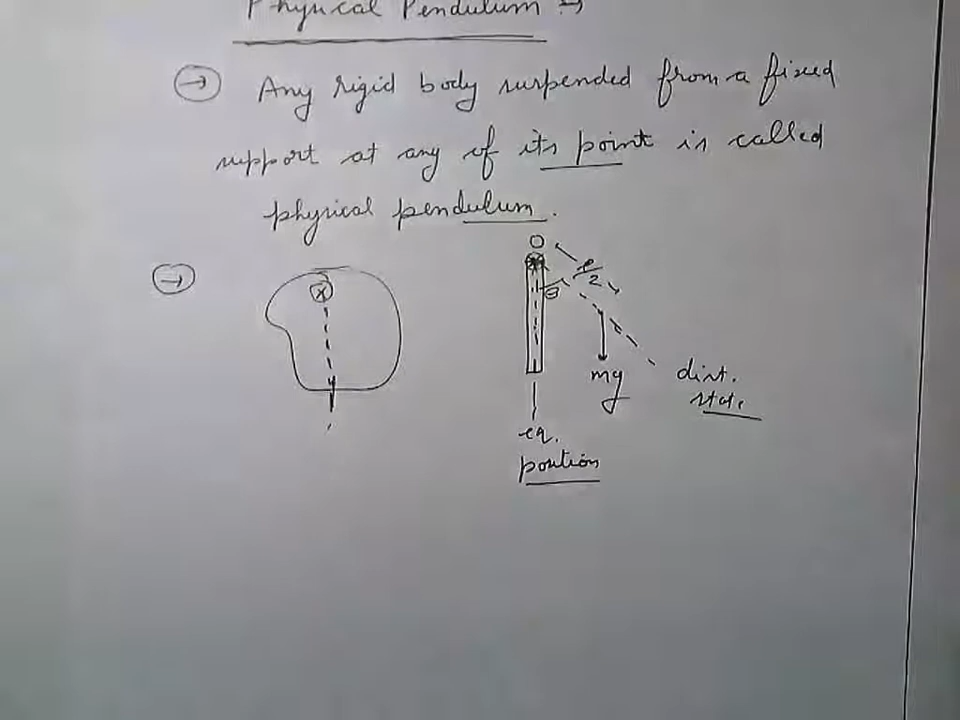 Physical Pendulum :→
→ Any rigid body suspended from a fixed
support at any of its point is called
physical pendulum.
→
O
l/2
θ
mg
dist.
stat.
eq.
position